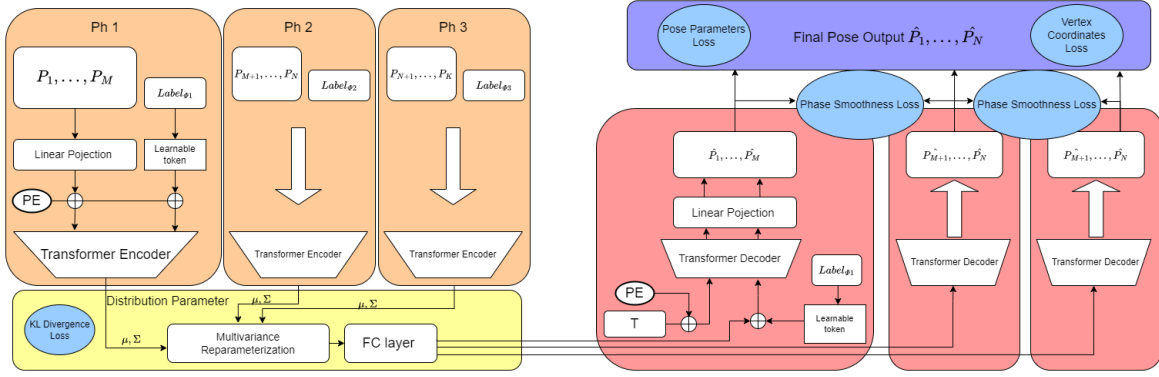 Ph 1
P_1, . . . , P_M
Label_{Φ1}
Linear Pojection
Learnable
token
PE
Transformer Encoder
Ph 2
P_{M+1}, . . . , P_N
Label_{Φ2}
Transformer Encoder
Ph 3
P_{N+1}, . . . , P_K
Label_{Φ3}
Transformer Encoder
Distribution Parameter
KL Divergence
Loss
μ, Σ
μ, Σ
μ, Σ
Multivariance
Reparameterization
FC layer
Pose Parameters
Loss
Final Pose Output P̂_1, . . . , P̂_N
Vertex
Coordinates
Loss
Phase Smoothness Loss
Phase Smoothness Loss
P̂_1, . . . , P̂_M
Linear Pojection
Transformer Decoder
Label_{Φ1}
PE
T
Learnable
token
P̂_{M+1}, . . . , P̂_N
Transformer Decoder
P̂_{M+1}, . . . , P̂_N
Transformer Decoder